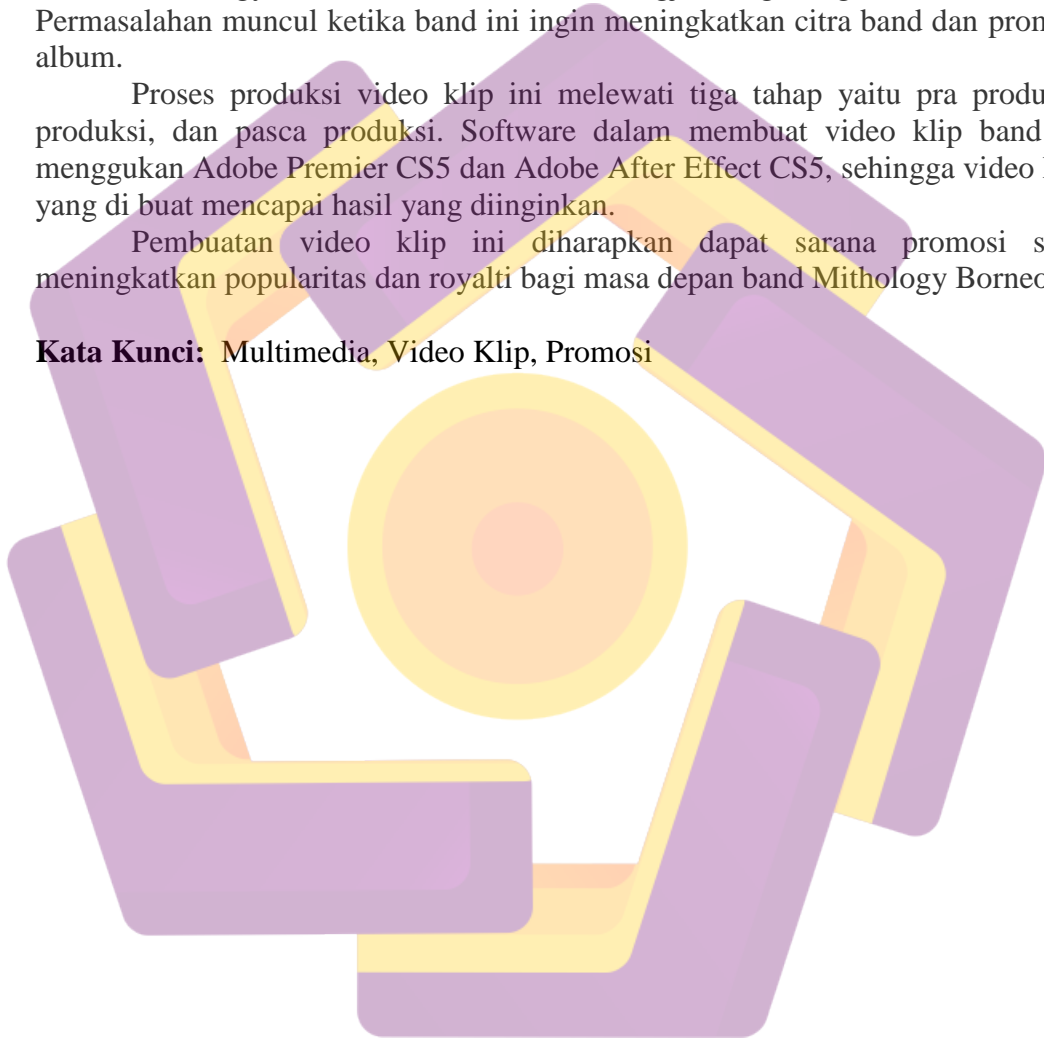 Permasalahan muncul ketika band ini ingin meningkatkan citra band dan
album.
Proses produksi video klip ini melewati tiga tahap yaitu pra
produksi, dan pasca produksi. Software dalam membuat video klip band
menggukan Adobe Premier CS5 dan Adobe After Effect CS5, sehingga video
yang di buat mencapai hasil yang diinginkan.
Pembuatan video klip ini diharapkan dapat sarana promosi
meningkatkan popularitas dan royalti bagi masa depan band Mithology Borneo
Kata Kunci: Multimedia, Video Klip, Promosi